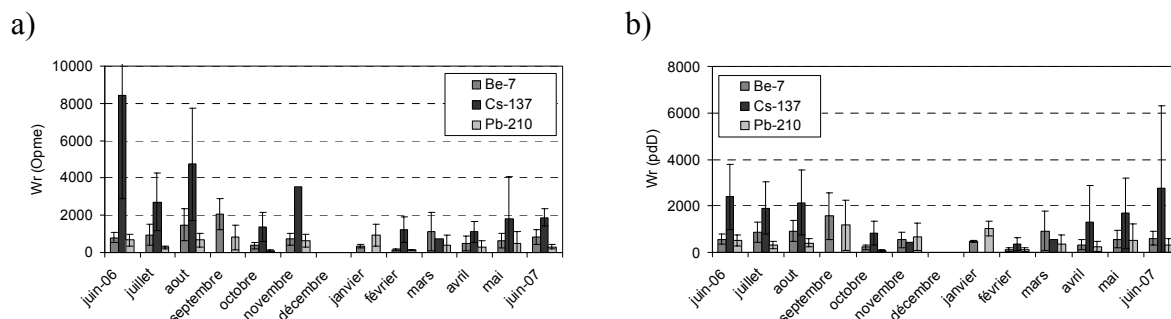 a)
Wr (Opme)
10000
8000
6000
4000
2000
0
Be-7
Cs-137
Pb-210
juin-06
juillet
aout
septembre
octobre
novembre
décembre
janvier
février
mars
avril
mai
juin-07
b)
Wr (pdD)
8000
6000
4000
2000
0
Be-7
Cs-137
Pb-210
juin-06
juillet
aout
septembre
octobre
novembre
décembre
janvier
février
mars
avril
mai
juin-07